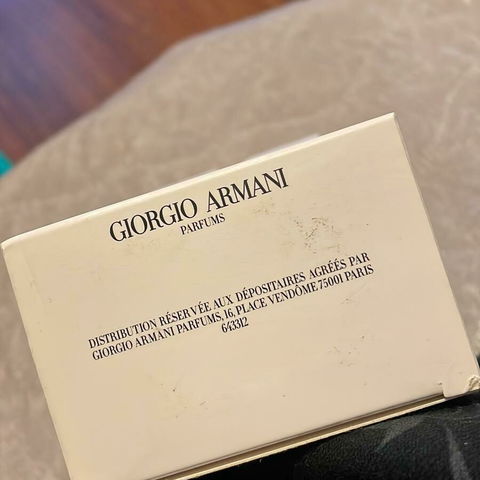 GIORGIO ARMANI
PARFUMS
DISTRIBUTION RÉSERVÉE AUX DÉPOSITAIRES AGRÉÉS PAR
GIORGIO ARMANI PARFUMS, 16, PLACE VENDÔME 75001 PARIS
643312